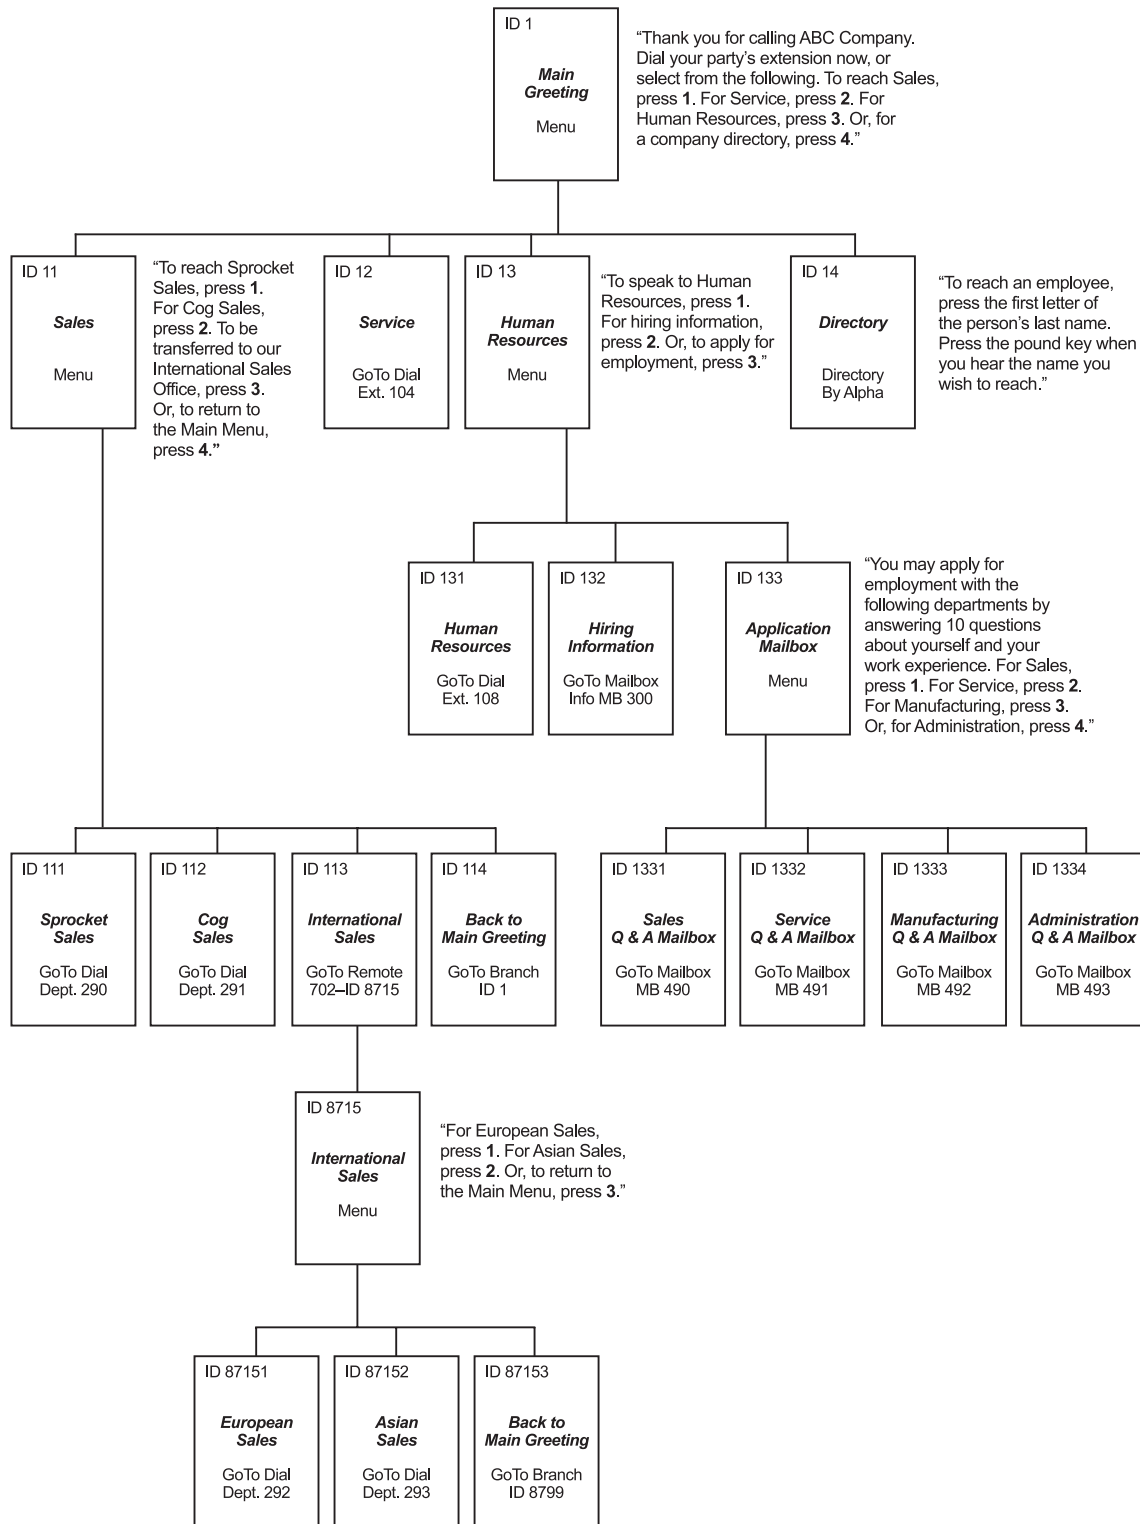 ID 1
Main
Greeting
Menu
“Thank you for calling ABC Company.
Dial your party’s extension now, or
select from the following. To reach Sales,
press 1. For Service, press 2. For
Human Resources, press 3. Or, for
a company directory, press 4.”
ID 11
Sales
Menu
“To reach Sprocket
Sales, press 1.
For Cog Sales,
press 2. To be
transferred to our
International Sales
Office, press 3.
Or, to return to
the Main Menu,
press 4.”
ID 12
Service
GoTo Dial
Ext. 104
ID 13
Human
Resources
Menu
“To speak to Human
Resources, press 1.
For hiring information,
press 2. Or, to apply for
employment, press 3.”
ID 14
Directory
Directory
By Alpha
“To reach an employee,
press the first letter of
the person’s last name.
Press the pound key when
you hear the name you
wish to reach.”
ID 131
Human
Resources
GoTo Dial
Ext. 108
ID 132
Hiring
Information
GoTo Mailbox
Info MB 300
ID 133
Application
Mailbox
Menu
“You may apply for
employment with the
following departments by
answering 10 questions
about yourself and your
work experience. For Sales,
press 1. For Service, press 2.
For Manufacturing, press 3.
Or, for Administration, press 4.”
ID 111
Sprocket
Sales
GoTo Dial
Dept. 290
ID 112
Cog
Sales
GoTo Dial
Dept. 291
ID 113
International
Sales
GoTo Remote
702–ID 8715
ID 114
Back to
Main Greeting
GoTo Branch
ID 1
ID 1331
Sales
Q & A Mailbox
GoTo Mailbox
MB 490
ID 1332
Service
Q & A Mailbox
GoTo Mailbox
MB 491
ID 1333
Manufacturing
Q & A Mailbox
GoTo Mailbox
MB 492
ID 1334
Administration
Q & A Mailbox
GoTo Mailbox
MB 493
ID 8715
International
Sales
Menu
“For European Sales,
press 1. For Asian Sales,
press 2. Or, to return to
the Main Menu, press 3.”
ID 87151
European
Sales
GoTo Dial
Dept. 292
ID 87152
Asian
Sales
GoTo Dial
Dept. 293
ID 87153
Back to
Main Greeting
GoTo Branch
ID 8799